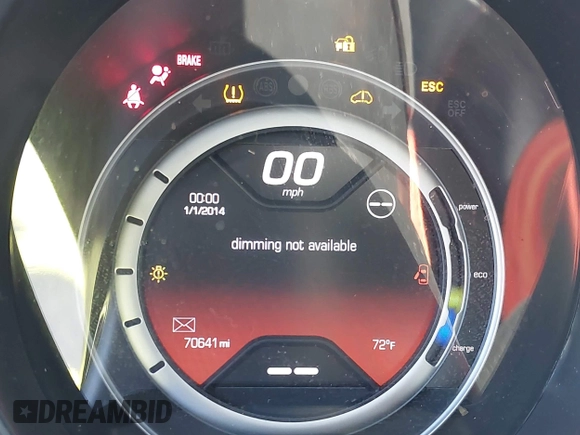 BRAKE
ABS
ESC
ESC
OFF
00
mph
00:00
1/1/2014
--
power
dimming not available
eco
70641 mi
72°F
charge
DREAMBID